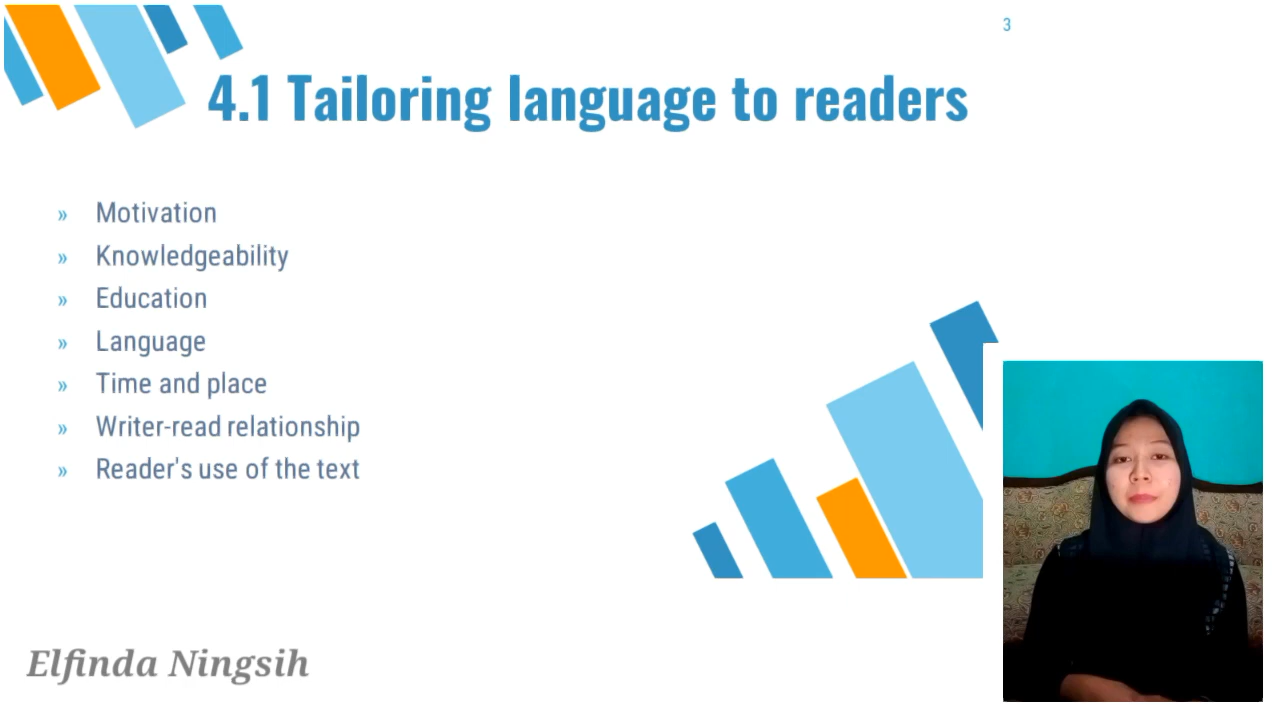 3
4.1 Tailoring language to readers
» Motivation
» Knowledgeability
» Education
» Language
» Time and place
» Writer-read relationship
» Reader's use of the text
Elfinda Ningsih